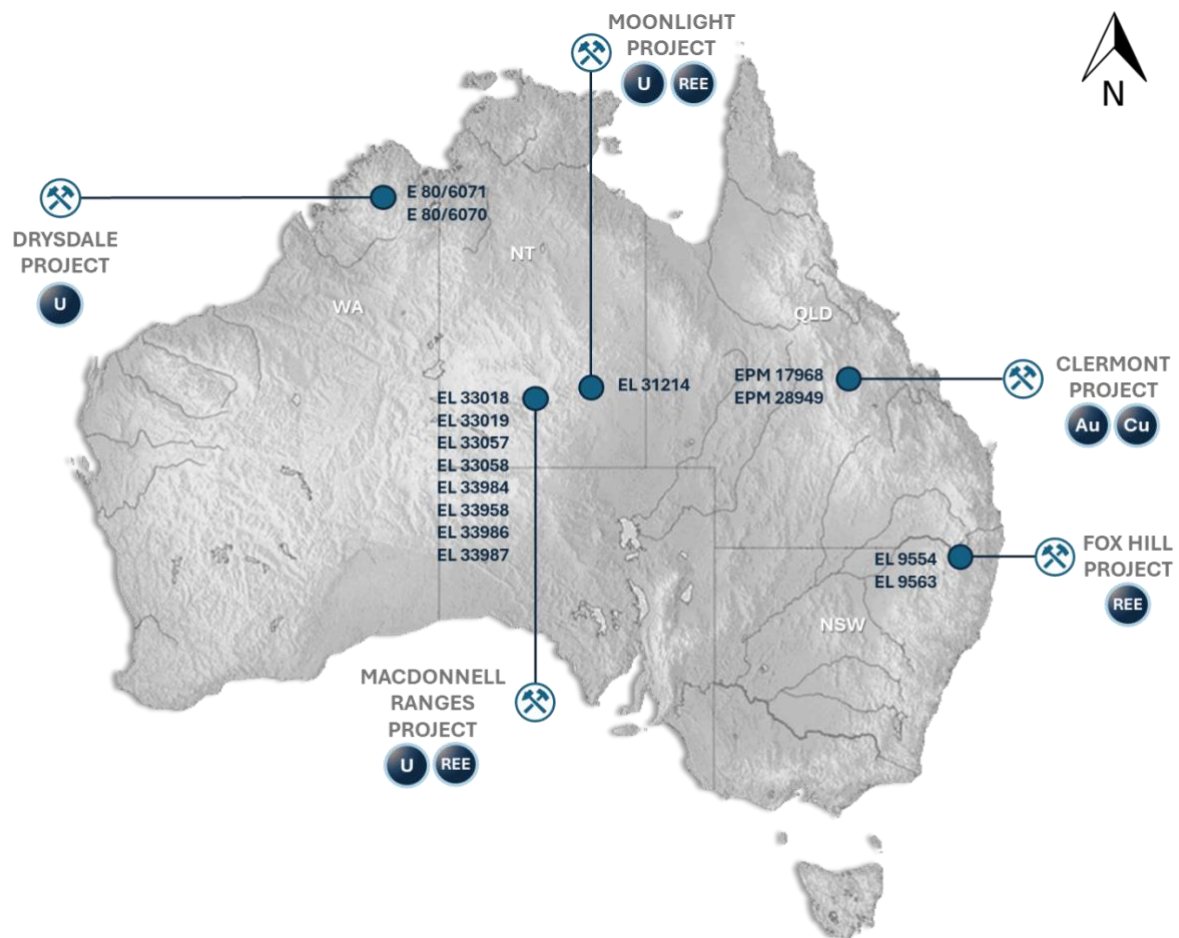 MOONLIGHT
PROJECT
U REE
N
E 80/6071
E 80/6070
DRYSDALE
PROJECT
U
NT
WA
QLD
EL 31214
EPM 17968
EPM 28949
CLERMONT
PROJECT
Au Cu
EL 33018
EL 33019
EL 33057
EL 33058
EL 33984
EL 33958
EL 33986
EL 33987
EL 9554
EL 9563
FOX HILL
PROJECT
REE
NSW
MACDONNELL
RANGES
PROJECT
U REE